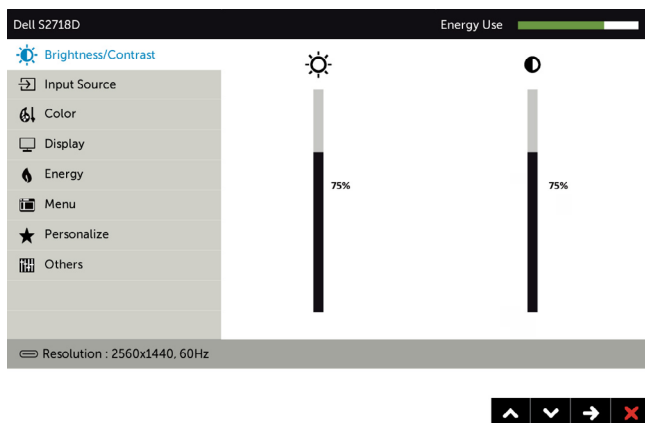 Dell S2718D Energy Use
Brightness/Contrast
Input Source
Color
Display
Energy
75% 75%
Menu
Personalize
Others
Resolution : 2560x1440, 60Hz